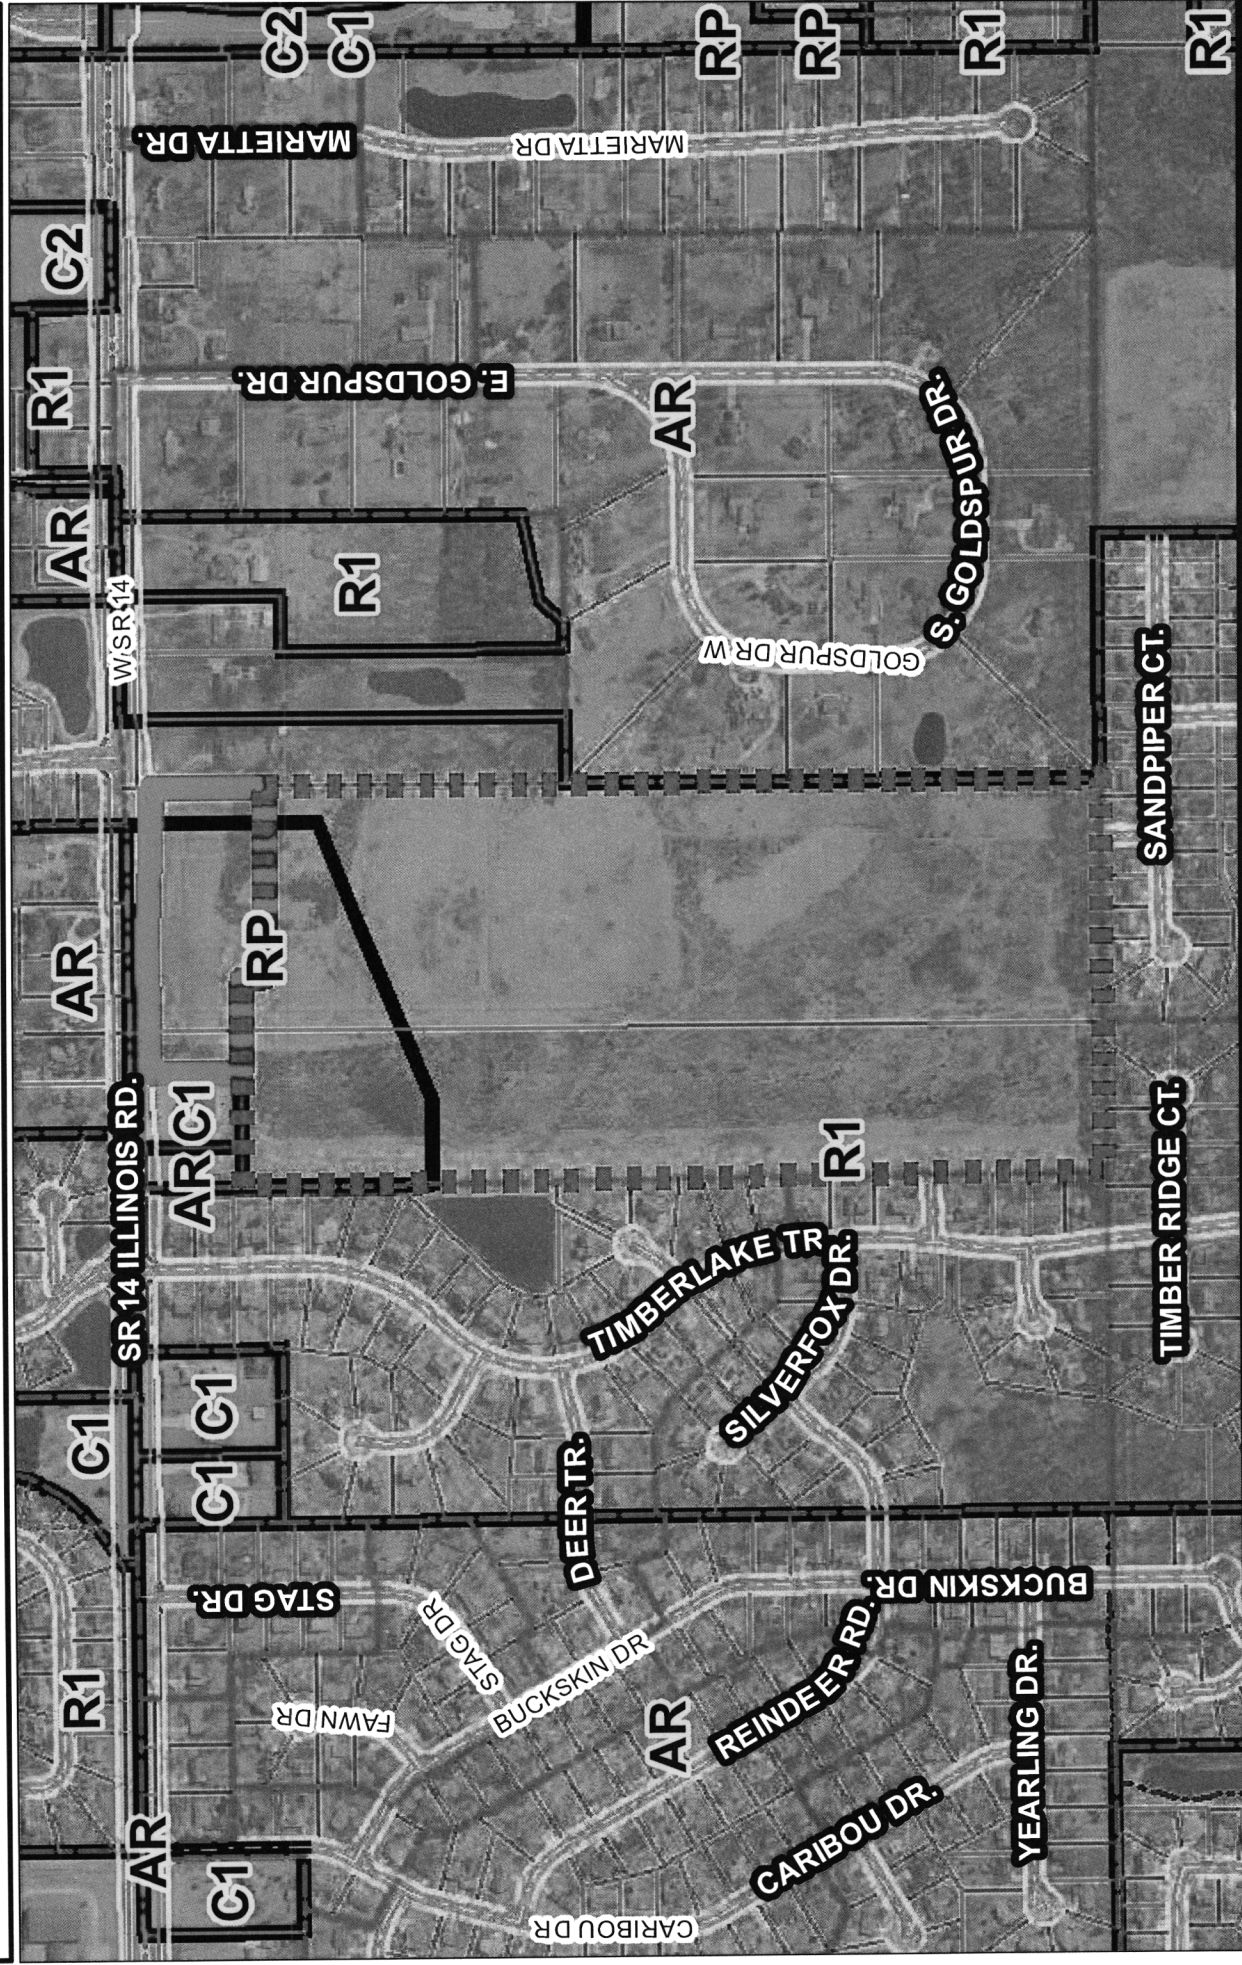 C2
C1
RP
RP
R1
R1
MARIETTA DR.
MARIETTA DR
C2
R1
E. GOLDSPUR DR.
AR
S. GOLDSPUR DR.
AR
R1
W SR 14
GOLDSPUR DR W
SANDPIPER CT.
AR
RP
SR 14 ILLINOIS RD.
C1
AR
R1
TIMBER RIDGE CT.
TIMBERLAKE TR
SILVERFOX DR.
C1
C1
C1
DEER TR.
STAG DR.
STAG DR
BUCKSKIN DR.
BUCKSKIN DR
FAWN DR
R1
AR
REINDEER RD.
YEARLING DR.
CARIBOU DR.
AR
C1
CARIBOU DR